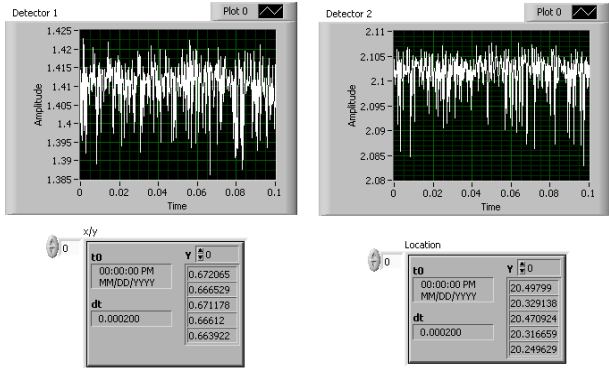 Detector 1
Plot 0
1.425
1.42
1.415
1.41
1.405
1.4
1.395
1.39
1.385
Amplitude
0 0.02 0.04 0.06 0.08 0.1
Time
Detector 2
Plot 0
2.11
2.105
2.1
2.095
2.09
2.085
2.08
Amplitude
0 0.02 0.04 0.06 0.08 0.1
Time
x/y
0
t0
00:00:00 PM
MM/DD/YYYY
dt
0.000200
Y 0
0.672065
0.666529
0.671178
0.66612
0.663922
Location
0
t0
00:00:00 PM
MM/DD/YYYY
dt
0.000200
Y 0
20.49799
20.329138
20.470924
20.316659
20.249629